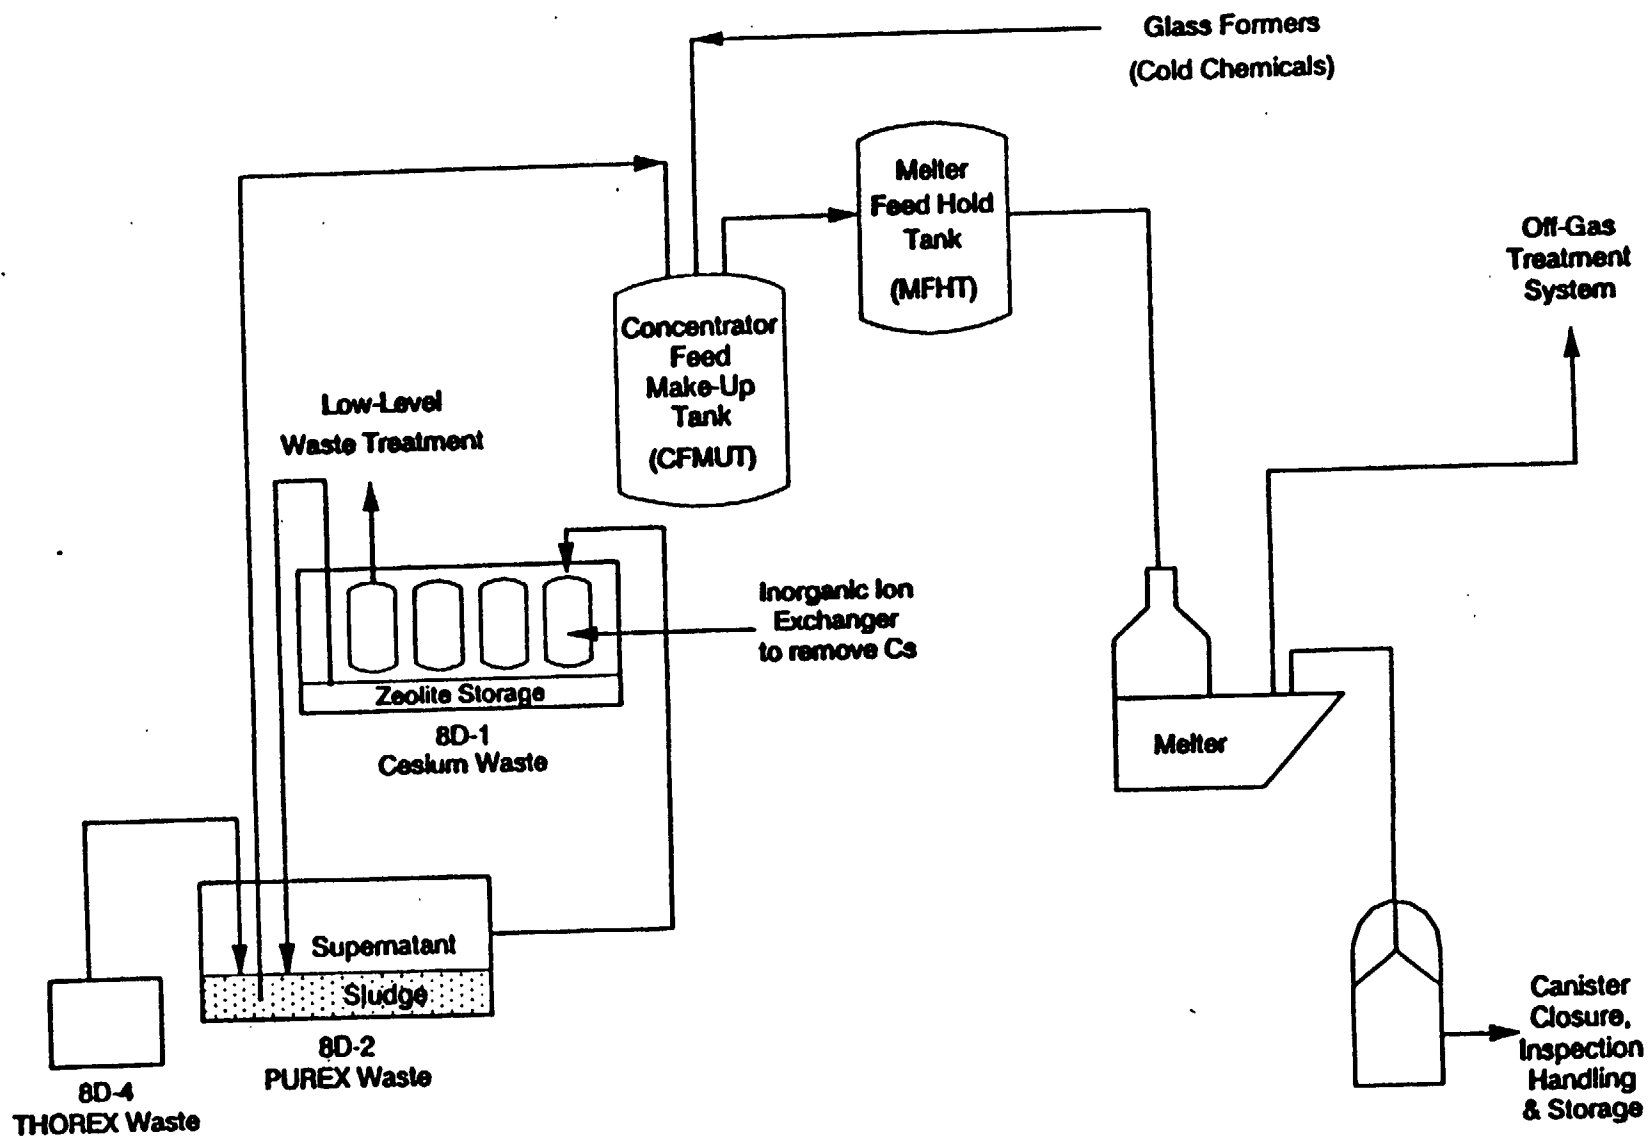 Glass Formers
(Cold Chemicals)
Melter
Feed Hold
Tank
(MFHT)
Off-Gas
Treatment
System
Concentrator
Feed
Make-Up
Tank
(CFMUT)
Low-Level
Waste Treatment
Inorganic Ion
Exchanger
to remove Cs
Zeolite Storage
8D-1
Cesium Waste
Melter
Supernatant
Sludge
8D-2
PUREX Waste
8D-4
THOREX Waste
Canister
Closure,
Inspection
Handling
& Storage